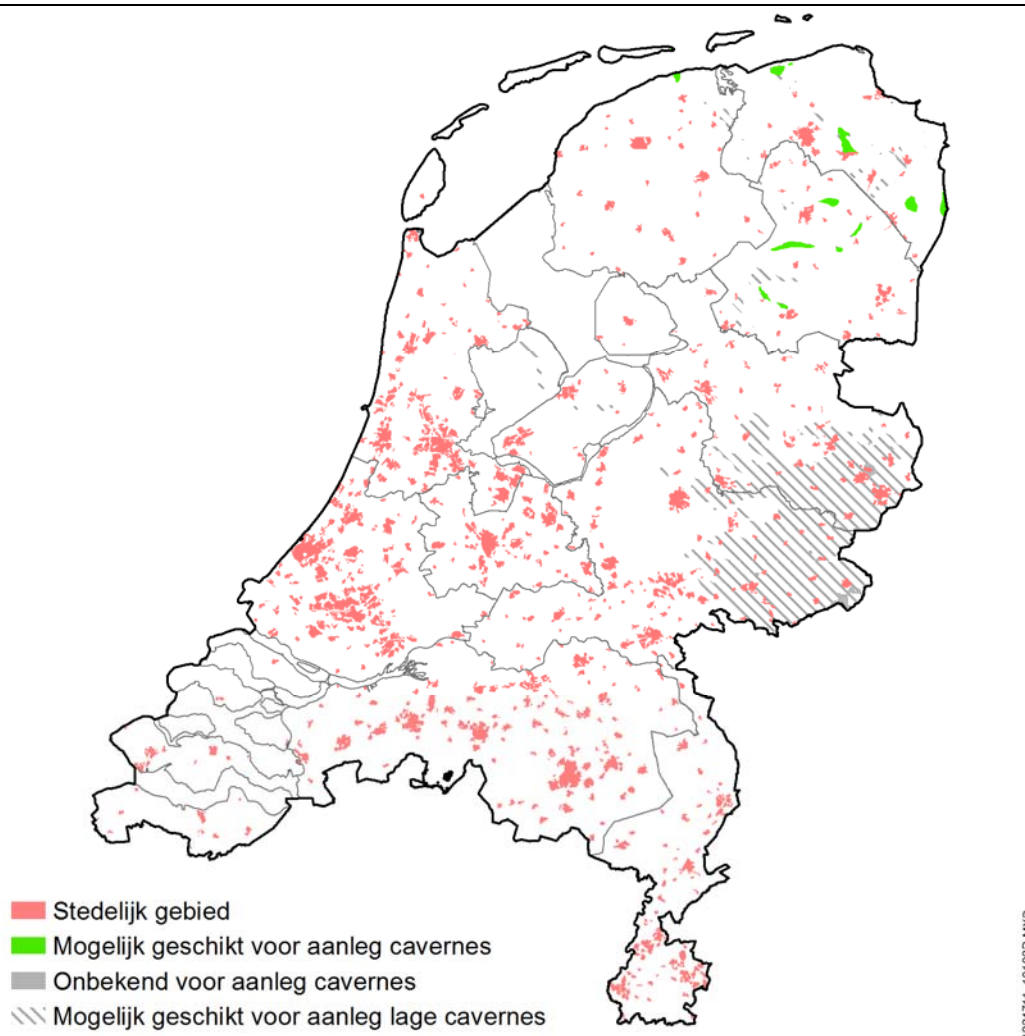 Stedelijk gebied
Mogelijk geschikt voor aanleg cavernes
Onbekend voor aanleg cavernes
Mogelijk geschikt voor aanleg lage cavernes